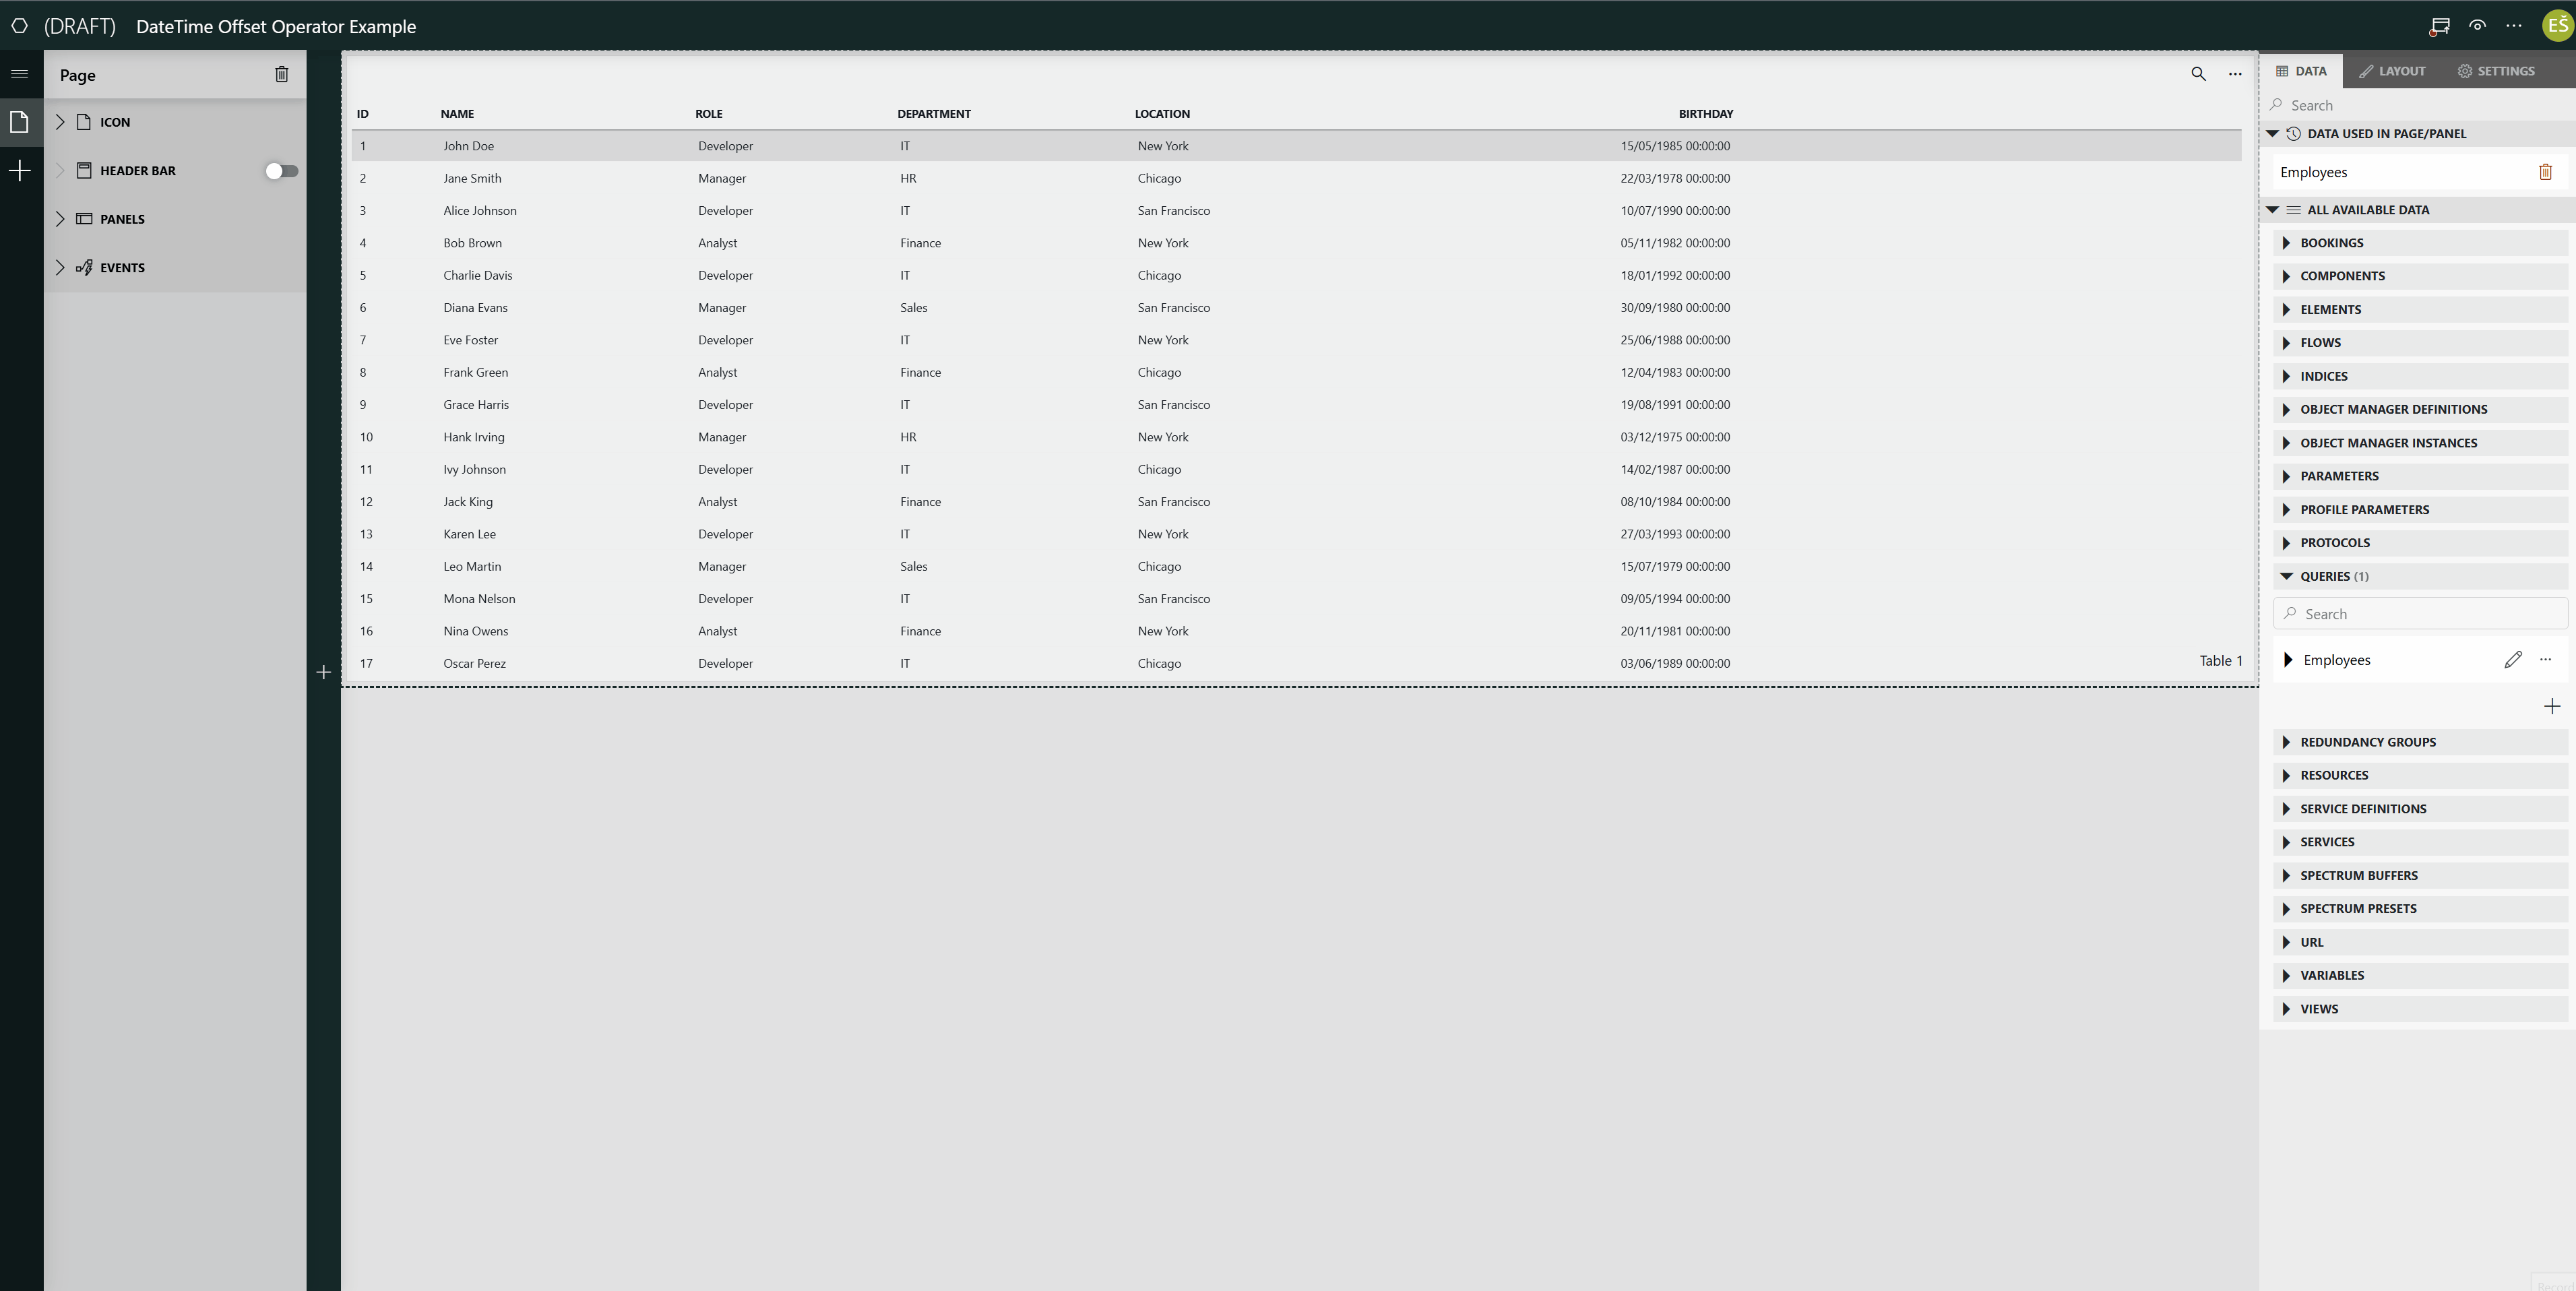 (DRAFT) DateTime Offset Operator Example EŠ
Page
ICON
HEADER BAR
PANELS
EVENTS
ID NAME ROLE DEPARTMENT LOCATION BIRTHDAY
1 John Doe Developer IT New York 15/05/1985 00:00:00
2 Jane Smith Manager HR Chicago 22/03/1978 00:00:00
3 Alice Johnson Developer IT San Francisco 10/07/1990 00:00:00
4 Bob Brown Analyst Finance New York 05/11/1982 00:00:00
5 Charlie Davis Developer IT Chicago 18/01/1992 00:00:00
6 Diana Evans Manager Sales San Francisco 30/09/1980 00:00:00
7 Eve Foster Developer IT New York 25/06/1988 00:00:00
8 Frank Green Analyst Finance Chicago 12/04/1983 00:00:00
9 Grace Harris Developer IT San Francisco 19/08/1991 00:00:00
10 Hank Irving Manager HR New York 03/12/1975 00:00:00
11 Ivy Johnson Developer IT Chicago 14/02/1987 00:00:00
12 Jack King Analyst Finance San Francisco 08/10/1984 00:00:00
13 Karen Lee Developer IT New York 27/03/1993 00:00:00
14 Leo Martin Manager Sales Chicago 15/07/1979 00:00:00
15 Mona Nelson Developer IT San Francisco 09/05/1994 00:00:00
16 Nina Owens Analyst Finance New York 20/11/1981 00:00:00
17 Oscar Perez Developer IT Chicago 03/06/1989 00:00:00
Table 1
DATA LAYOUT SETTINGS
Search
DATA USED IN PAGE/PANEL
Employees
ALL AVAILABLE DATA
BOOKINGS
COMPONENTS
ELEMENTS
FLOWS
INDICES
OBJECT MANAGER DEFINITIONS
OBJECT MANAGER INSTANCES
PARAMETERS
PROFILE PARAMETERS
PROTOCOLS
QUERIES (1)
Search
Employees
REDUNDANCY GROUPS
RESOURCES
SERVICE DEFINITIONS
SERVICES
SPECTRUM BUFFERS
SPECTRUM PRESETS
URL
VARIABLES
VIEWS